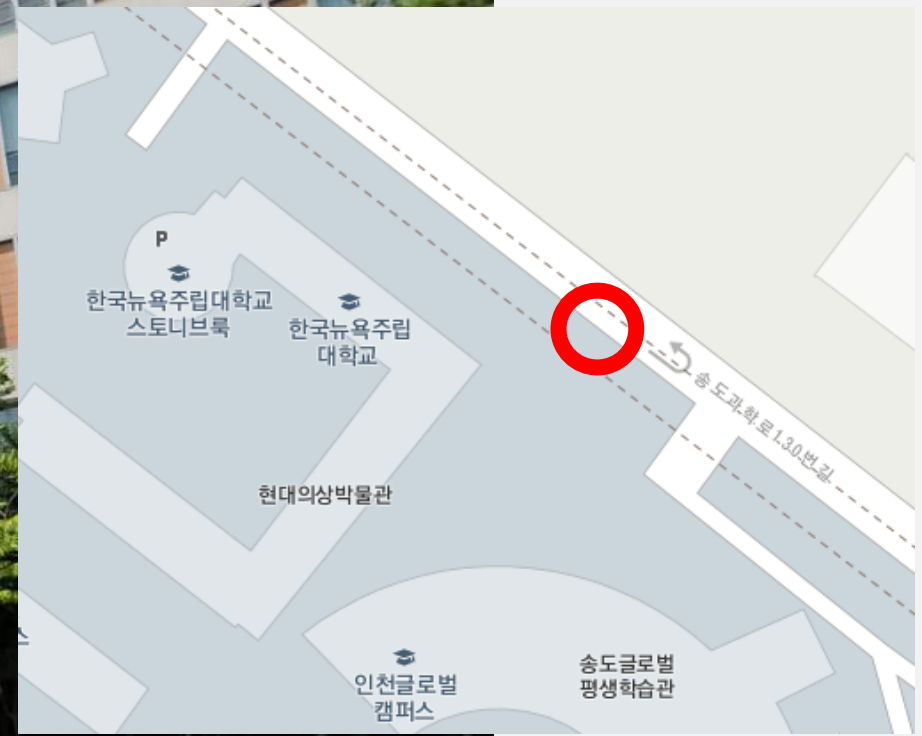 P
한국뉴욕주립대학교
스토니브룩
한국뉴욕주립
대학교
송도과학로130번길
현대의상박물관
스
인천글로벌
캠퍼스
송도글로벌
평생학습관